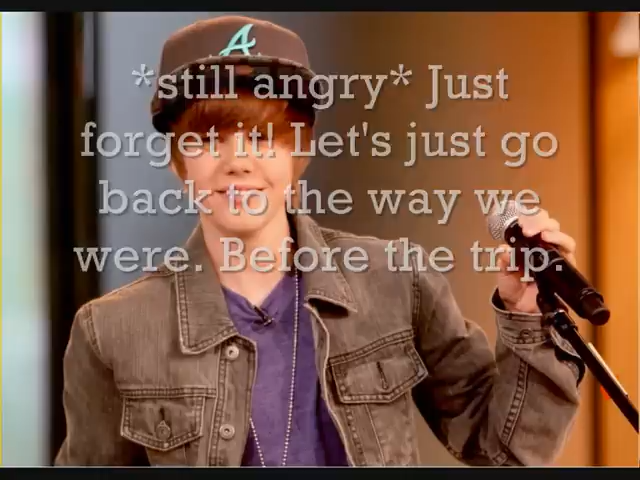 A
*still angry* Just
forget it! Let's just go
back to the way we
were. Before the trip.